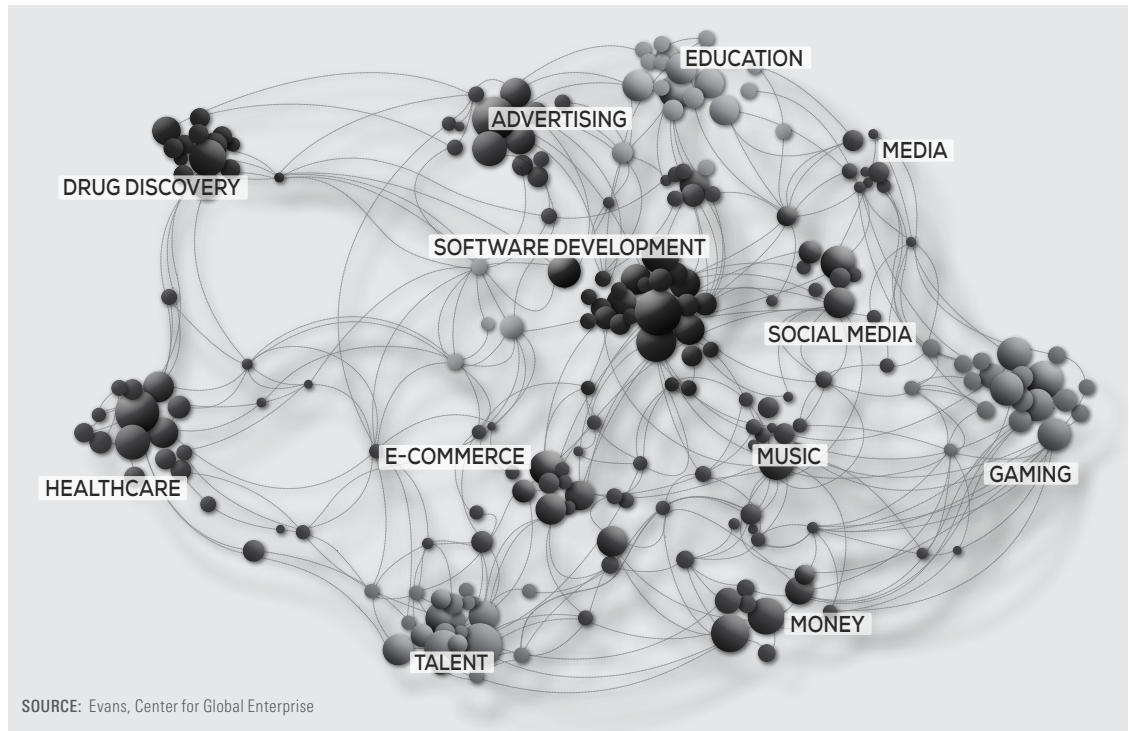 EDUCATION
ADVERTISING
MEDIA
DRUG DISCOVERY
SOFTWARE DEVELOPMENT
SOCIAL MEDIA
E-COMMERCE
MUSIC
GAMING
HEALTHCARE
MONEY
TALENT
SOURCE: Evans, Center for Global Enterprise